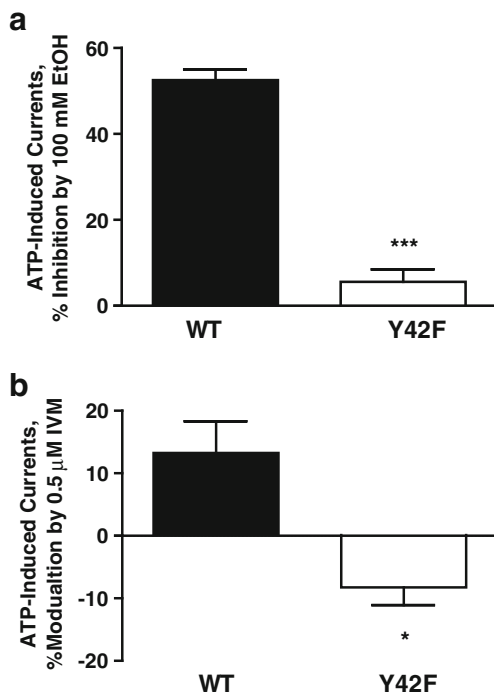 a
ATP-Induced Currents,
% Inhibition by 100 mM EtOH
60
40
20
0
***
WT Y42F
b
ATP-Induced Currents,
%Modualtion by 0.5 μM IVM
20
10
0
-10
-20
*
WT Y42F